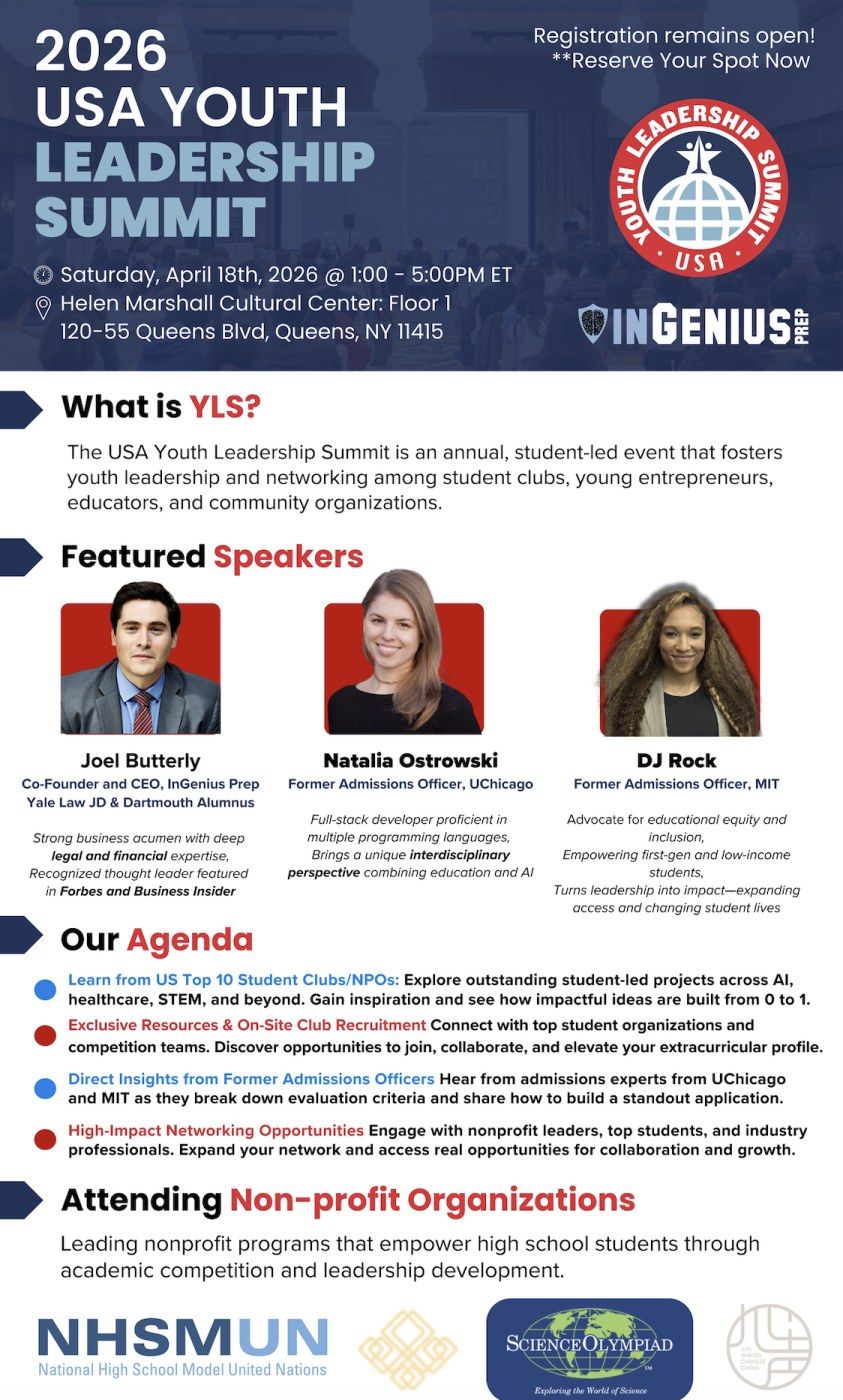 2026
USA YOUTH
LEADERSHIP
SUMMIT
Registration remains open!
**Reserve Your Spot Now
YOUTH LEADERSHIP SUMMIT
· USA ·
Saturday, April 18th, 2026 @ 1:00 - 5:00PM ET
Helen Marshall Cultural Center: Floor 1
120-55 Queens Blvd, Queens, NY 11415
INGENIUS PREP
What is YLS?
The USA Youth Leadership Summit is an annual, student-led event that fosters
youth leadership and networking among student clubs, young entrepreneurs,
educators, and community organizations.
Featured Speakers
Joel Butterly
Co-Founder and CEO, InGenius Prep
Yale Law JD & Dartmouth Alumnus
Strong business acumen with deep
legal and financial expertise,
Recognized thought leader featured
in Forbes and Business Insider
Natalia Ostrowski
Former Admissions Officer, UChicago
Full-stack developer proficient in
multiple programming languages,
Brings a unique interdisciplinary
perspective combining education and AI
DJ Rock
Former Admissions Officer, MIT
Advocate for educational equity and
inclusion,
Empowering first-gen and low-income
students,
Turns leadership into impact—expanding
access and changing student lives
Our Agenda
Learn from US Top 10 Student Clubs/NPOs: Explore outstanding student-led projects across AI,
healthcare, STEM, and beyond. Gain inspiration and see how impactful ideas are built from 0 to 1.
Exclusive Resources & On-Site Club Recruitment Connect with top student organizations and
competition teams. Discover opportunities to join, collaborate, and elevate your extracurricular profile.
Direct Insights from Former Admissions Officers Hear from admissions experts from UChicago
and MIT as they break down evaluation criteria and share how to build a standout application.
High-Impact Networking Opportunities Engage with nonprofit leaders, top students, and industry
professionals. Expand your network and access real opportunities for collaboration and growth.
Attending Non-profit Organizations
Leading nonprofit programs that empower high school students through
academic competition and leadership development.
NHSMUN
National High School Model United Nations
SCIENCE OLYMPIAD
TM
Exploring the World of Science
XIN
SHENG
CHINESE
CHOIR